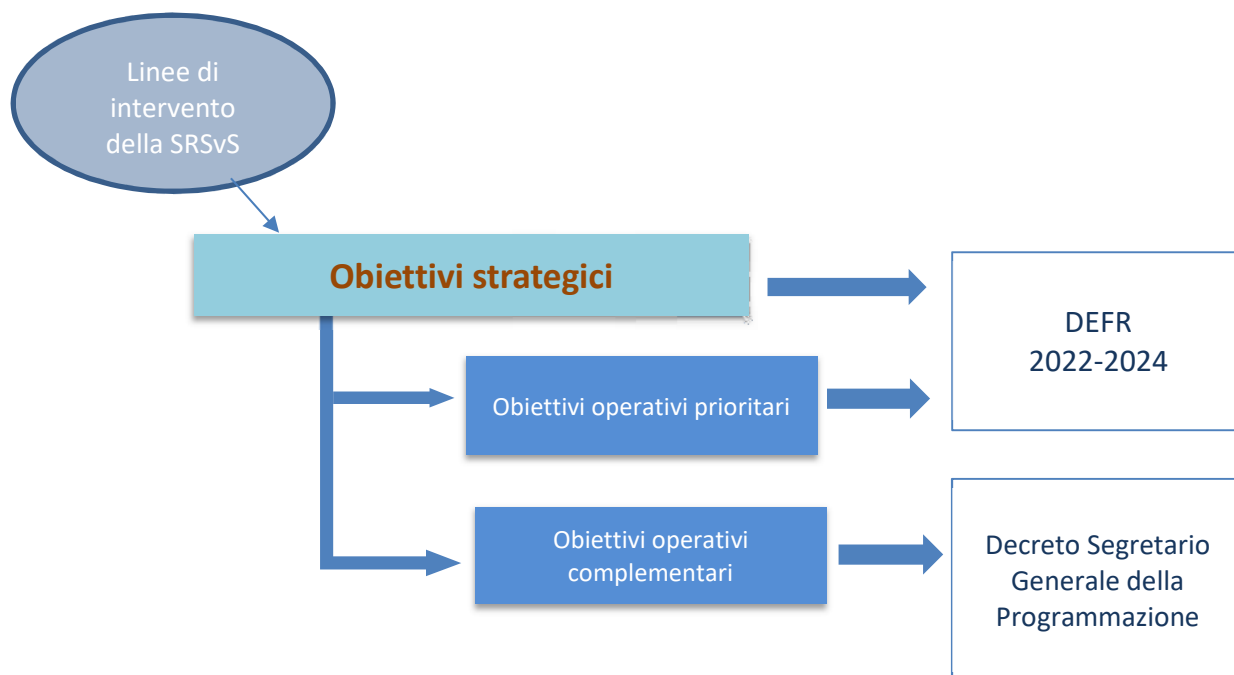 Linee di
intervento
della SRSvS
Obiettivi strategici
DEFR
2022-2024
Obiettivi operativi prioritari
Obiettivi operativi
complementari
Decreto Segretario
Generale della
Programmazione